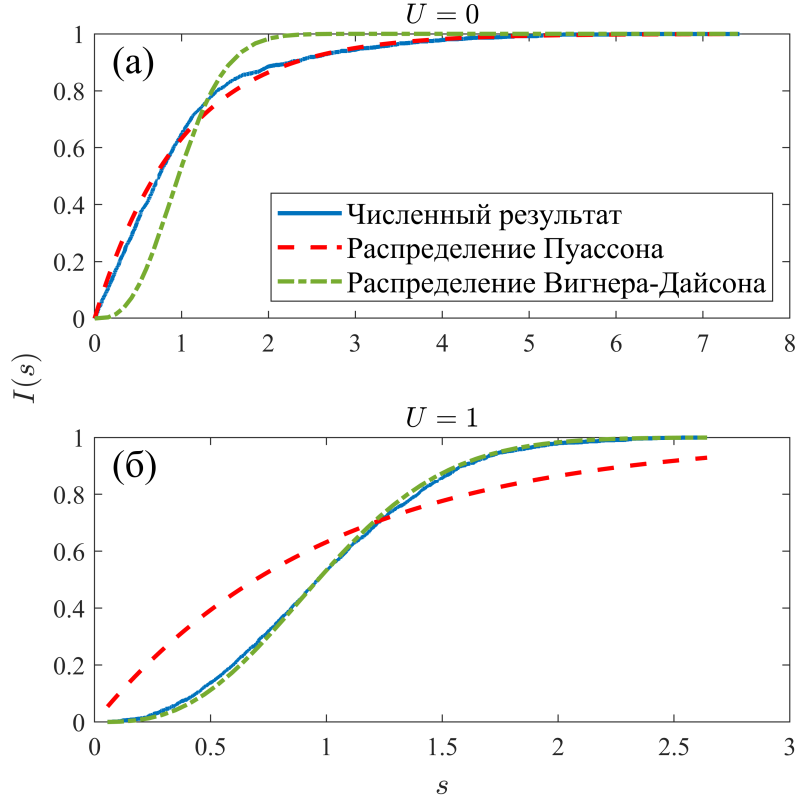 U = 0
(а)
1
0.8
0.6
0.4
0.2
0
Численный результат
Распределение Пуассона
Распределение Вигнера-Дайсона
0 1 2 3 4 5 6 7 8
I(s)
U = 1
(б)
1
0.8
0.6
0.4
0.2
0
0 0.5 1 1.5 2 2.5 3
s